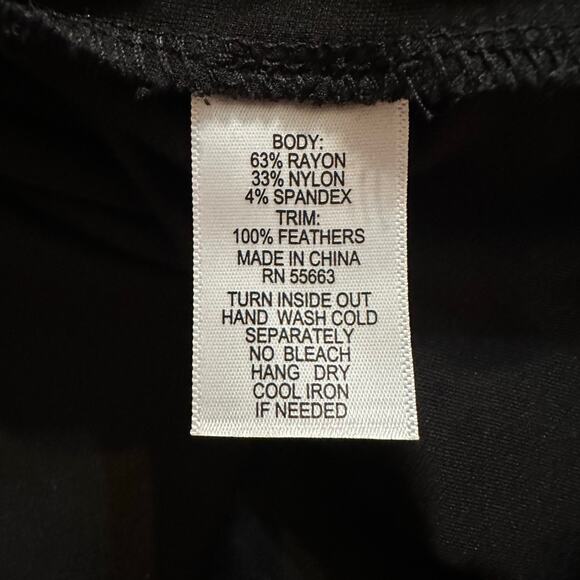 BODY:
63% RAYON
33% NYLON
4% SPANDEX
TRIM:
100% FEATHERS
MADE IN CHINA
RN 55663
TURN INSIDE OUT
HAND WASH COLD
SEPARATELY
NO BLEACH
HANG DRY
COOL IRON
IF NEEDED